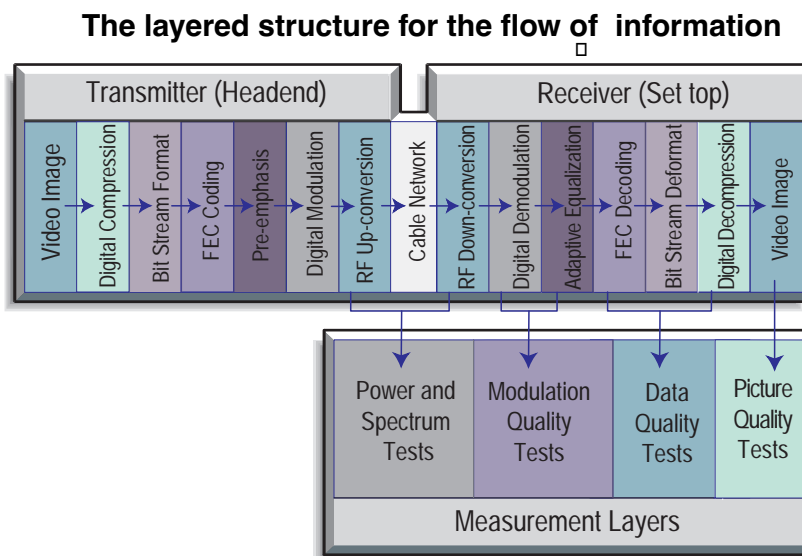 The layered structure for the flow of information
Transmitter (Headend)
Receiver (Set top)
Video Image
Digital Compression
Bit Stream Format
FEC Coding
Pre-emphasis
Digital Modulation
RF Up-conversion
Cable Network
RF Down-conversion
Digital Demodulation
Adaptive Equalization
FEC Decoding
Bit Stream Deformat
Digital Decompression
Video Image
Power and
Spectrum
Tests
Modulation
Quality
Tests
Data
Quality
Tests
Picture
Quality
Tests
Measurement Layers